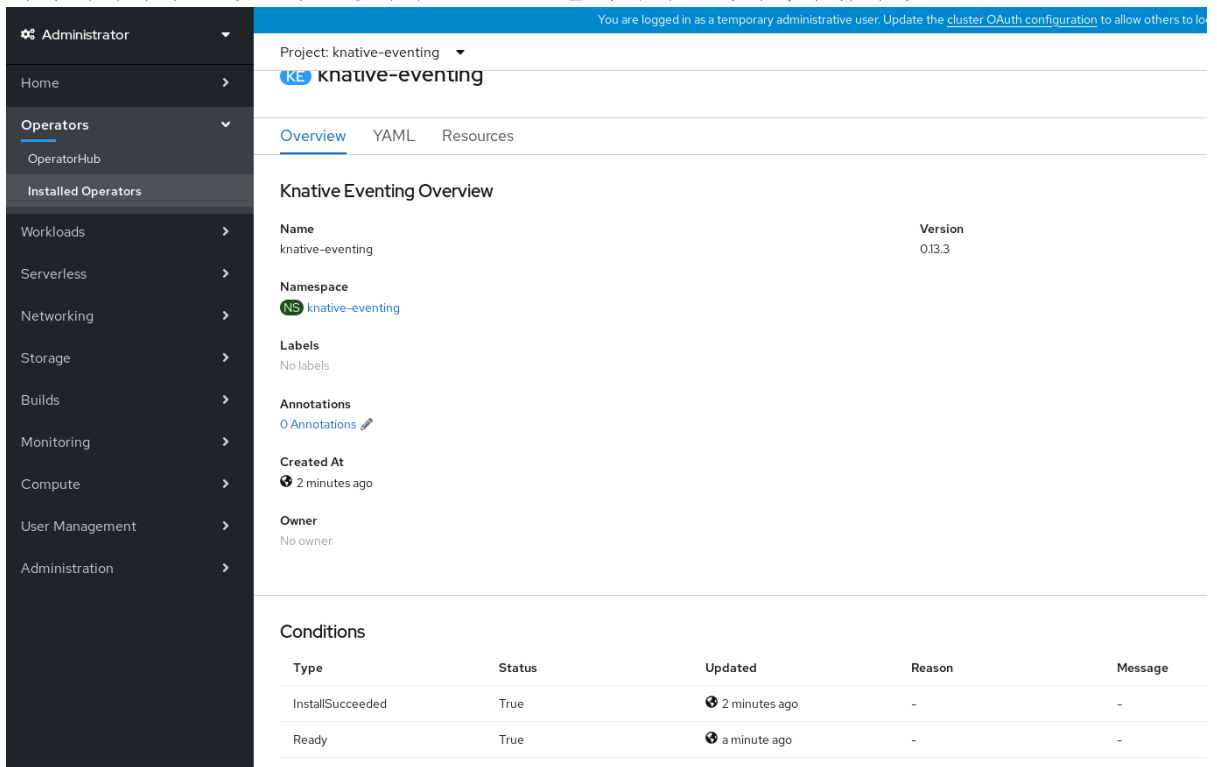 You are logged in as a temporary administrative user. Update the cluster OAuth configuration to allow others to lo
Administrator
Project: knative-eventing
KE knative-eventing
Home
Operators
OperatorHub
Installed Operators
Workloads
Serverless
Networking
Storage
Builds
Monitoring
Compute
User Management
Administration
Overview YAML Resources
Knative Eventing Overview
Name
knative-eventing
Version
0.13.3
Namespace
NS knative-eventing
Labels
No labels
Annotations
0 Annotations
Created At
2 minutes ago
Owner
No owner
Conditions
Type Status Updated Reason Message
InstallSucceeded True 2 minutes ago - -
Ready True a minute ago - -